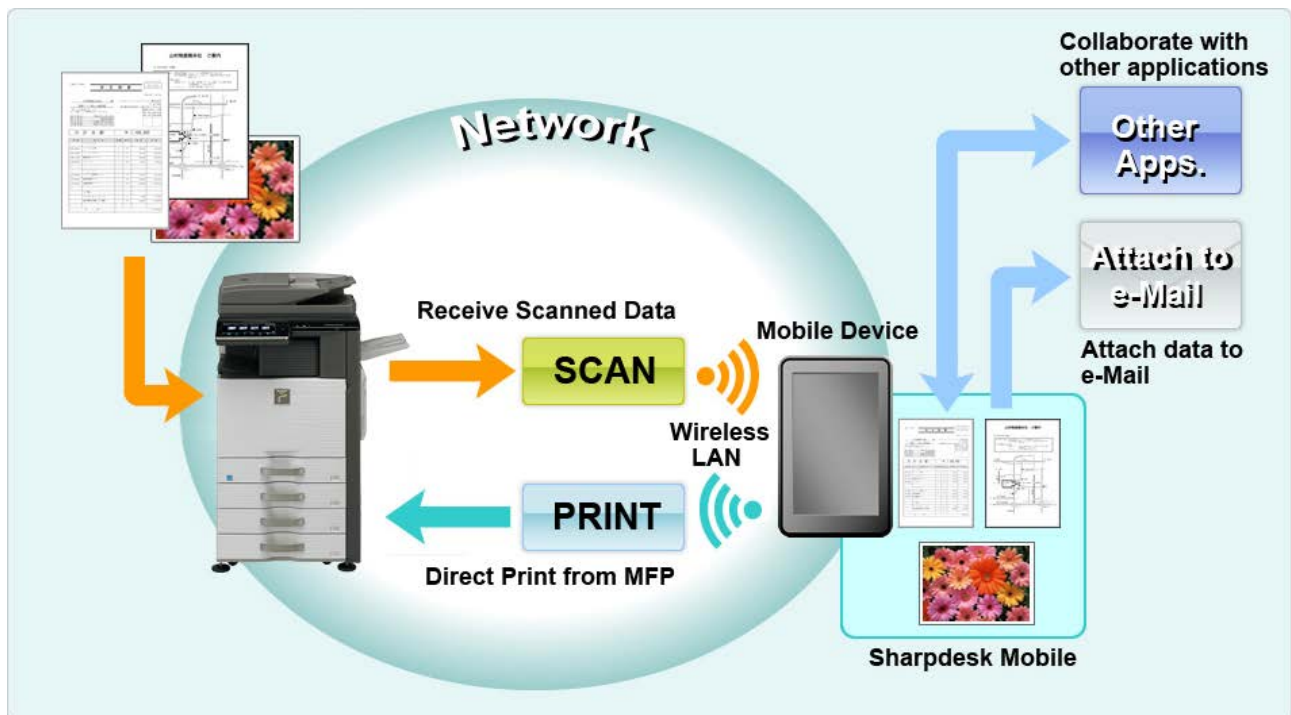 Collaborate with
other applications
Other
Apps.
Network
Attach to
e-Mail
Attach data to
e-Mail
Receive Scanned Data
SCAN
Mobile Device
Wireless
LAN
PRINT
Direct Print from MFP
Sharpdesk Mobile